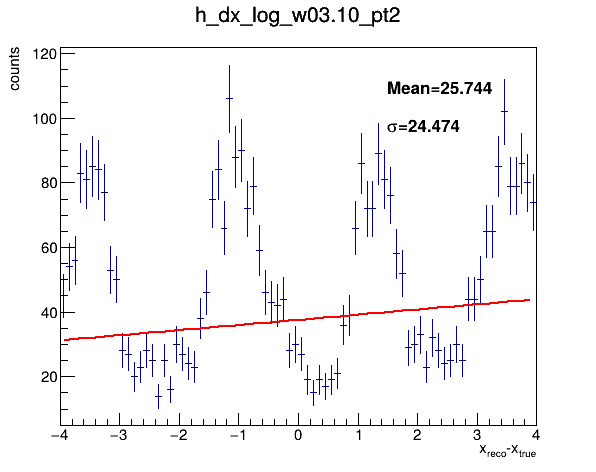 h_dx_log_w03.10_pt2
counts
120
100
80
60
40
20
Mean=25.744
σ=24.474
−4 −3 −2 −1 0 1 2 3 4
x_reco-x_true